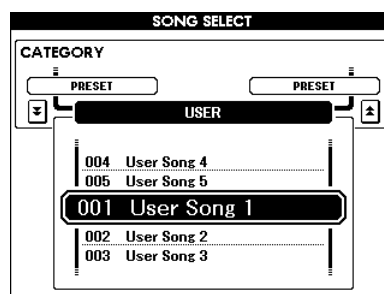 SONG SELECT
CATEGORY
PRESET PRESET
USER
004 User Song 4
005 User Song 5
001 User Song 1
002 User Song 2
003 User Song 3